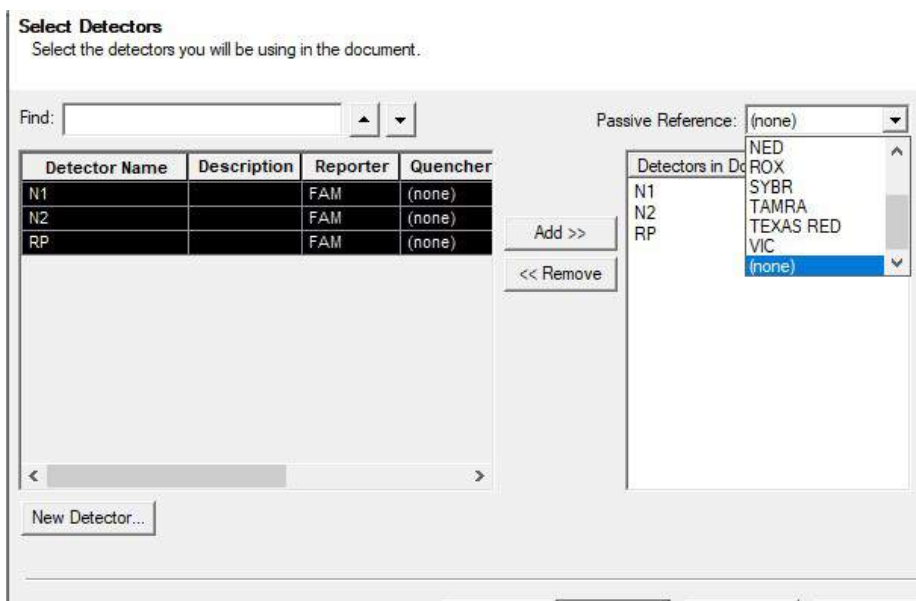 Select Detectors
Select the detectors you will be using in the document.
Find:
Passive Reference: (none)
NED
ROX
SYBR
TAMRA
TEXAS RED
VIC
(none)
Detector Name Description Reporter Quencher
N1 FAM (none)
N2 FAM (none)
RP FAM (none)
Add >>
<< Remove
Detectors in Do
N1
N2
RP
New Detector...